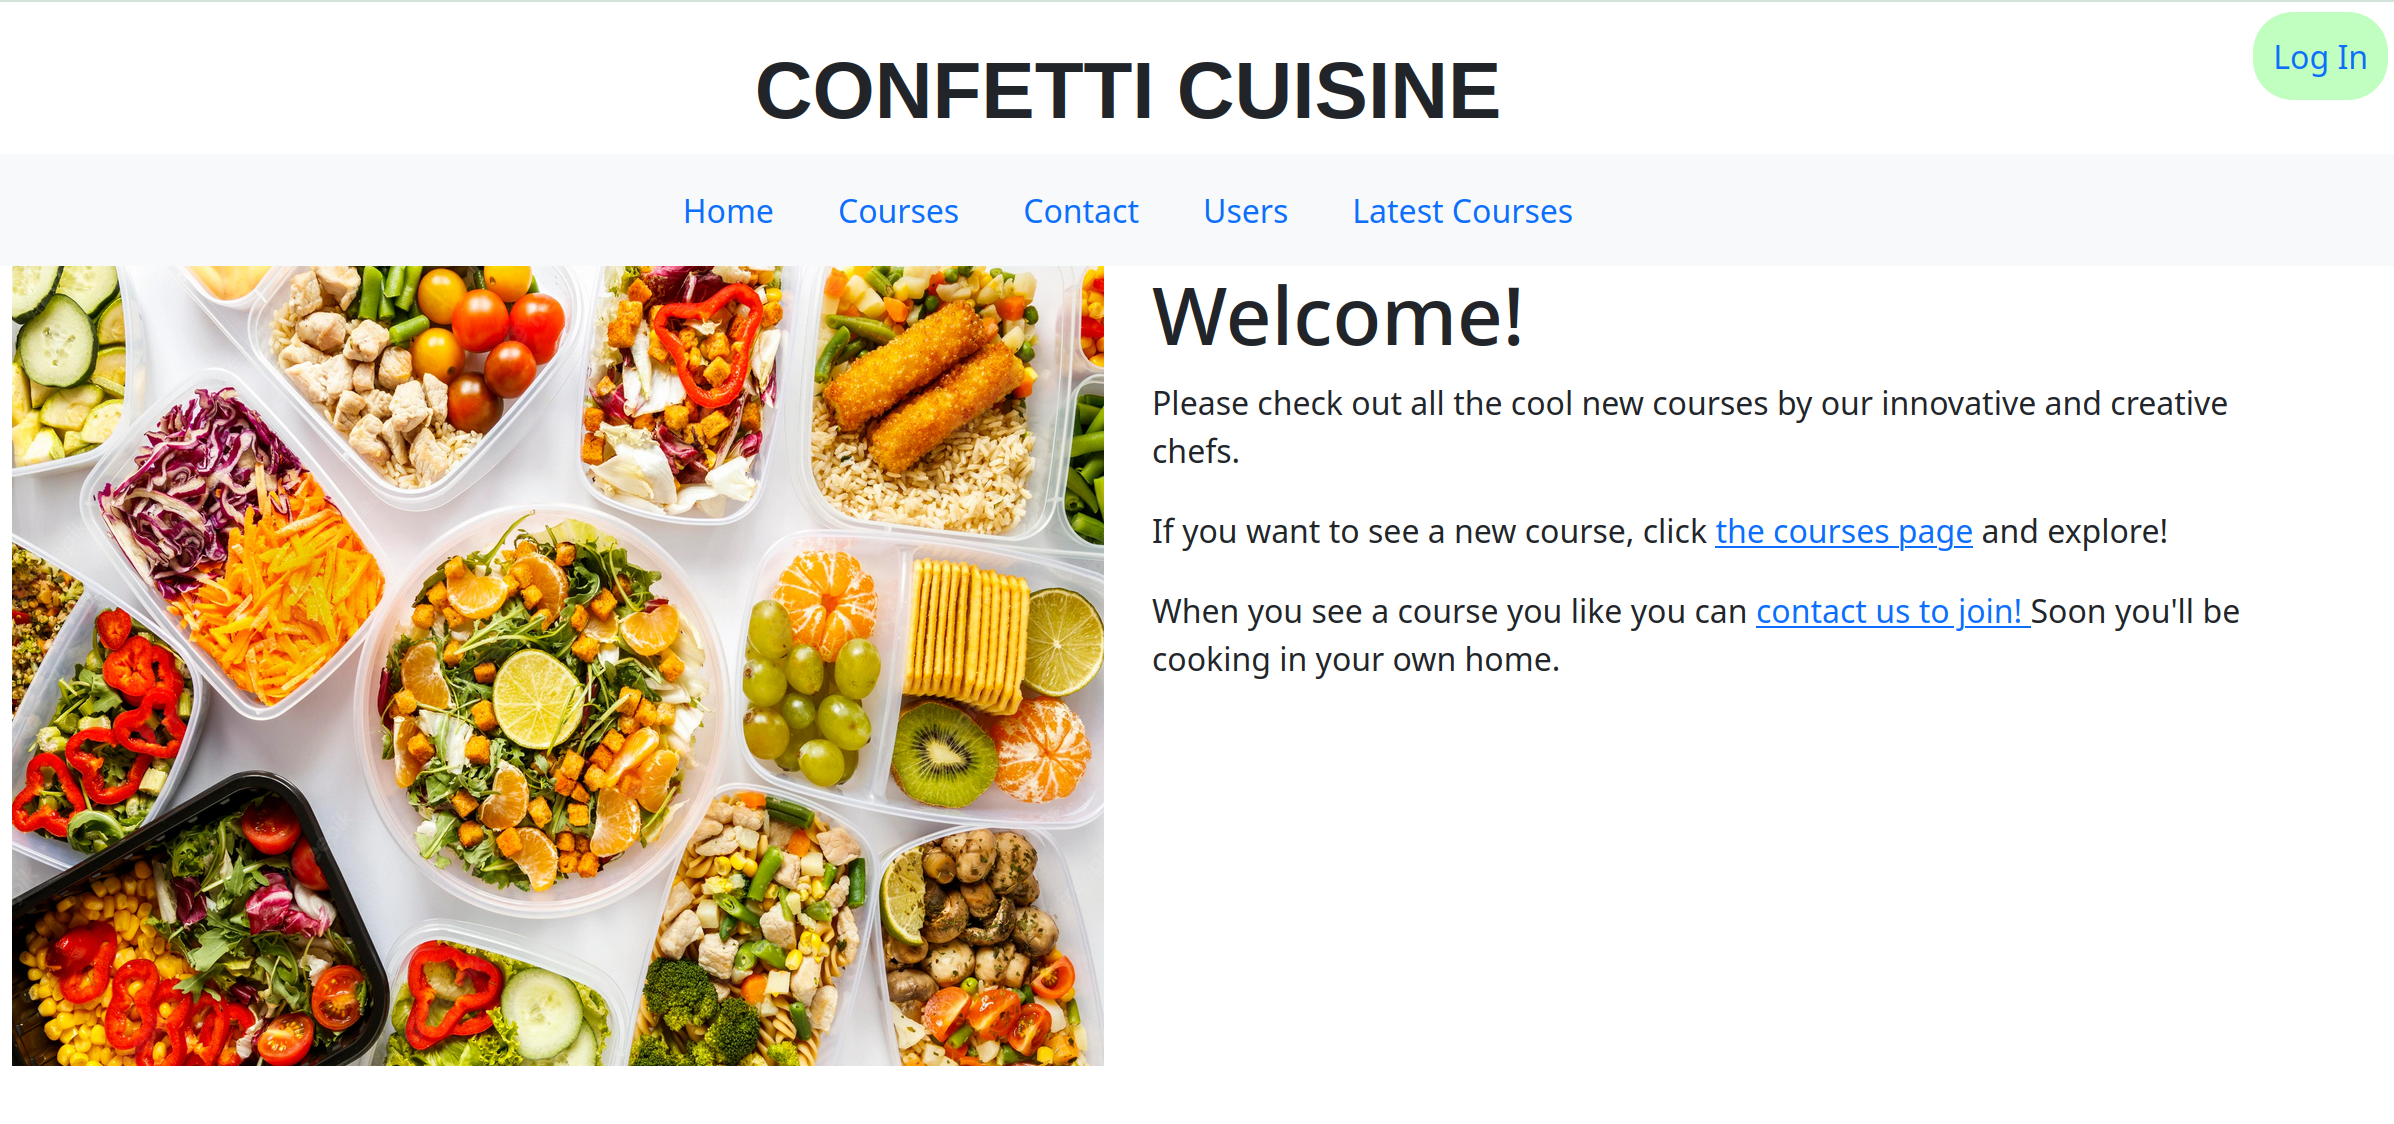 Log In
CONFETTI CUISINE
Home Courses Contact Users Latest Courses
Welcome!
Please check out all the cool new courses by our innovative and creative
chefs.
If you want to see a new course, click the courses page and explore!
When you see a course you like you can contact us to join! Soon you'll be
cooking in your own home.